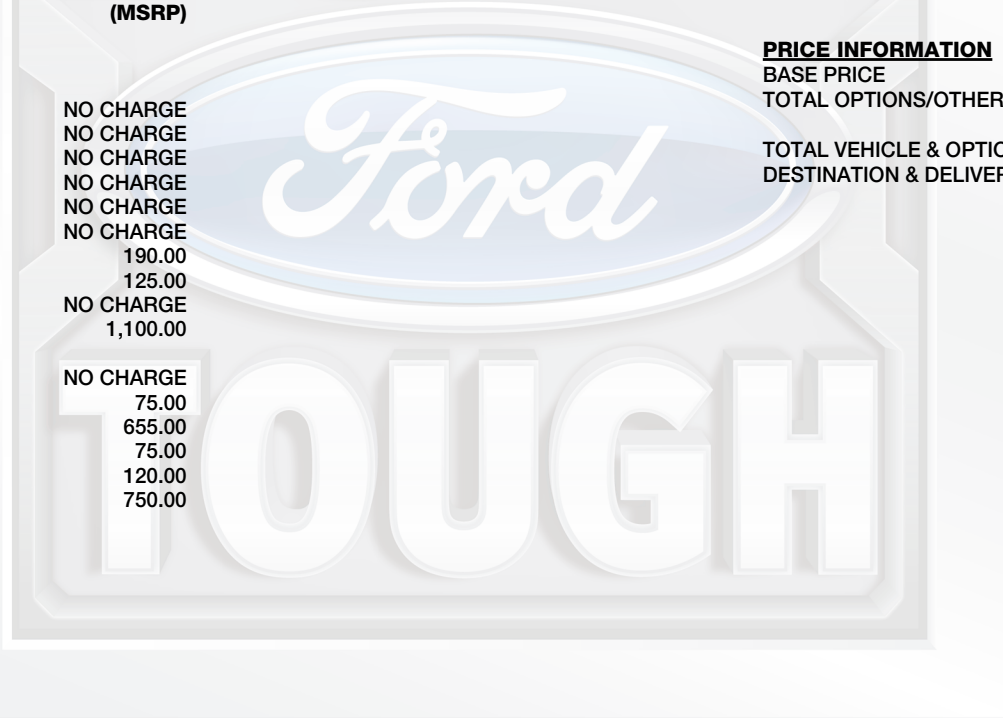 (MSRP)
NO CHARGE
NO CHARGE
NO CHARGE
NO CHARGE
NO CHARGE
NO CHARGE
190.00
125.00
NO CHARGE
1,100.00
NO CHARGE
75.00
655.00
75.00
120.00
750.00
PRICE INFORMATION
BASE PRICE
TOTAL OPTIONS/OTHER
TOTAL VEHICLE & OPTIO
DESTINATION & DELIVER
Ford
TOUGH